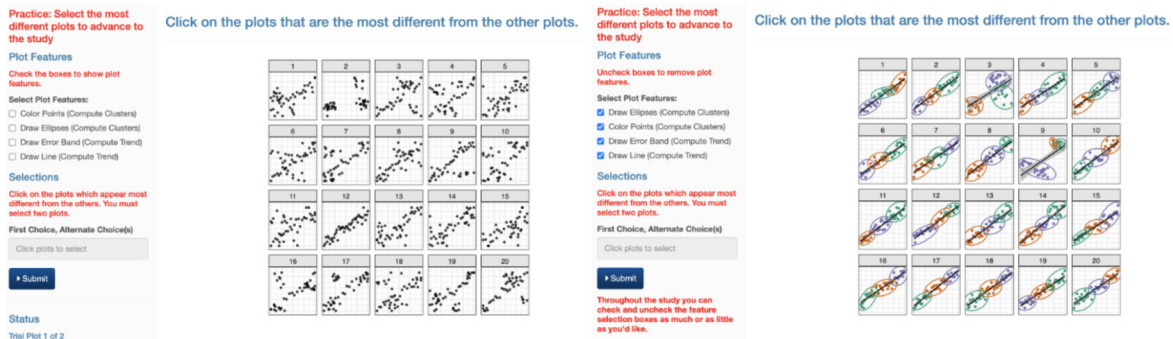 Practice: Select the most
different plots to advance to
the study
Plot Features
Check the boxes to show plot
features.
Select Plot Features:
Color Points (Compute Clusters)
Draw Ellipses (Compute Clusters)
Draw Error Band (Compute Trend)
Draw Line (Compute Trend)
Selections
Click on the plots which appear most
different from the others. You must
select two plots.
First Choice, Alternate Choice(s)
Click plots to select
Submit
Status
Trial Plot 1 of 2
Click on the plots that are the most different from the other plots.
1 2 3 4 5
6 7 8 9 10
11 12 13 14 15
16 17 18 19 20
Practice: Select the most
different plots to advance to
the study
Plot Features
Uncheck boxes to remove plot
features.
Select Plot Features:
Draw Ellipses (Compute Clusters)
Color Points (Compute Clusters)
Draw Error Band (Compute Trend)
Draw Line (Compute Trend)
Selections
Click on the plots which appear most
different from the others. You must
select two plots.
First Choice, Alternate Choice(s)
Click plots to select
Submit
Throughout the study you can
check and uncheck the feature
selection boxes as much or as little
as you'd like.
Click on the plots that are the most different from the other plots.
1 2 3 4 5
6 7 8 9 10
11 12 13 14 15
16 17 18 19 20